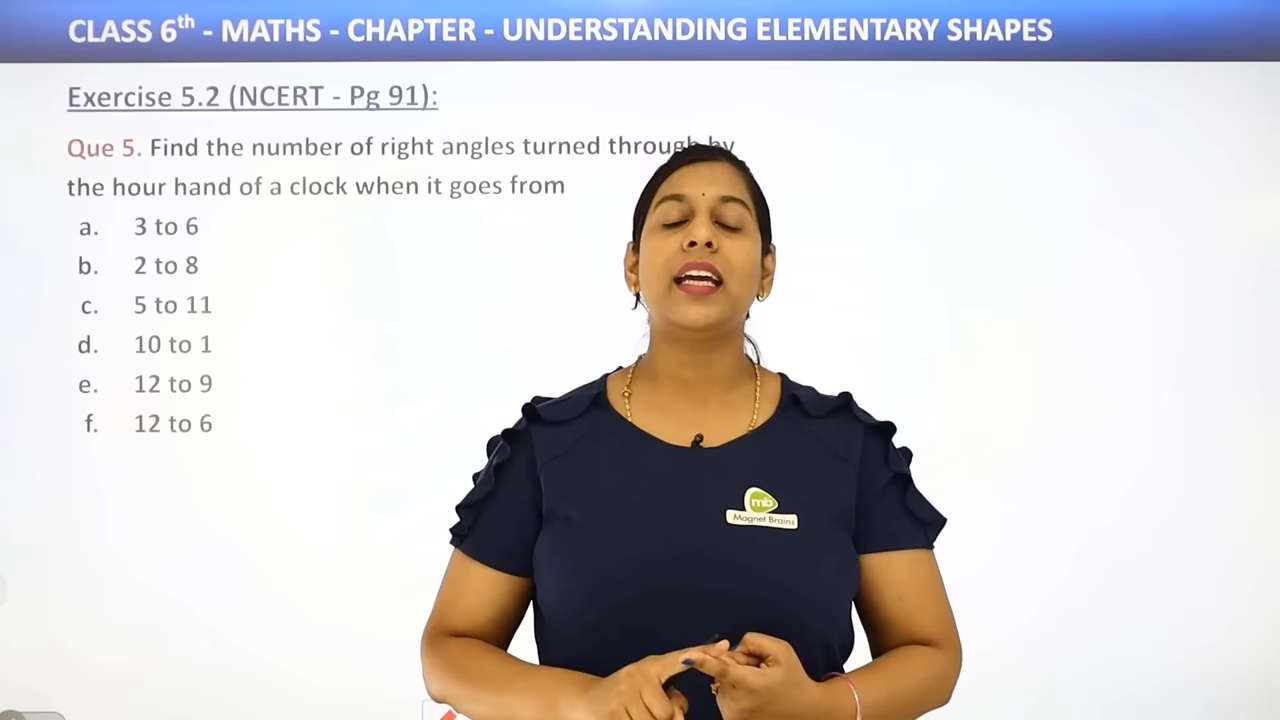 CLASS 6th - MATHS - CHAPTER - UNDERSTANDING ELEMENTARY SHAPES
Exercise 5.2 (NCERT - Pg 91):
Que 5. Find the number of right angles turned through by
the hour hand of a clock when it goes from
a. 3 to 6
b. 2 to 8
c. 5 to 11
d. 10 to 1
e. 12 to 9
f. 12 to 6
mb
Magnet Brains